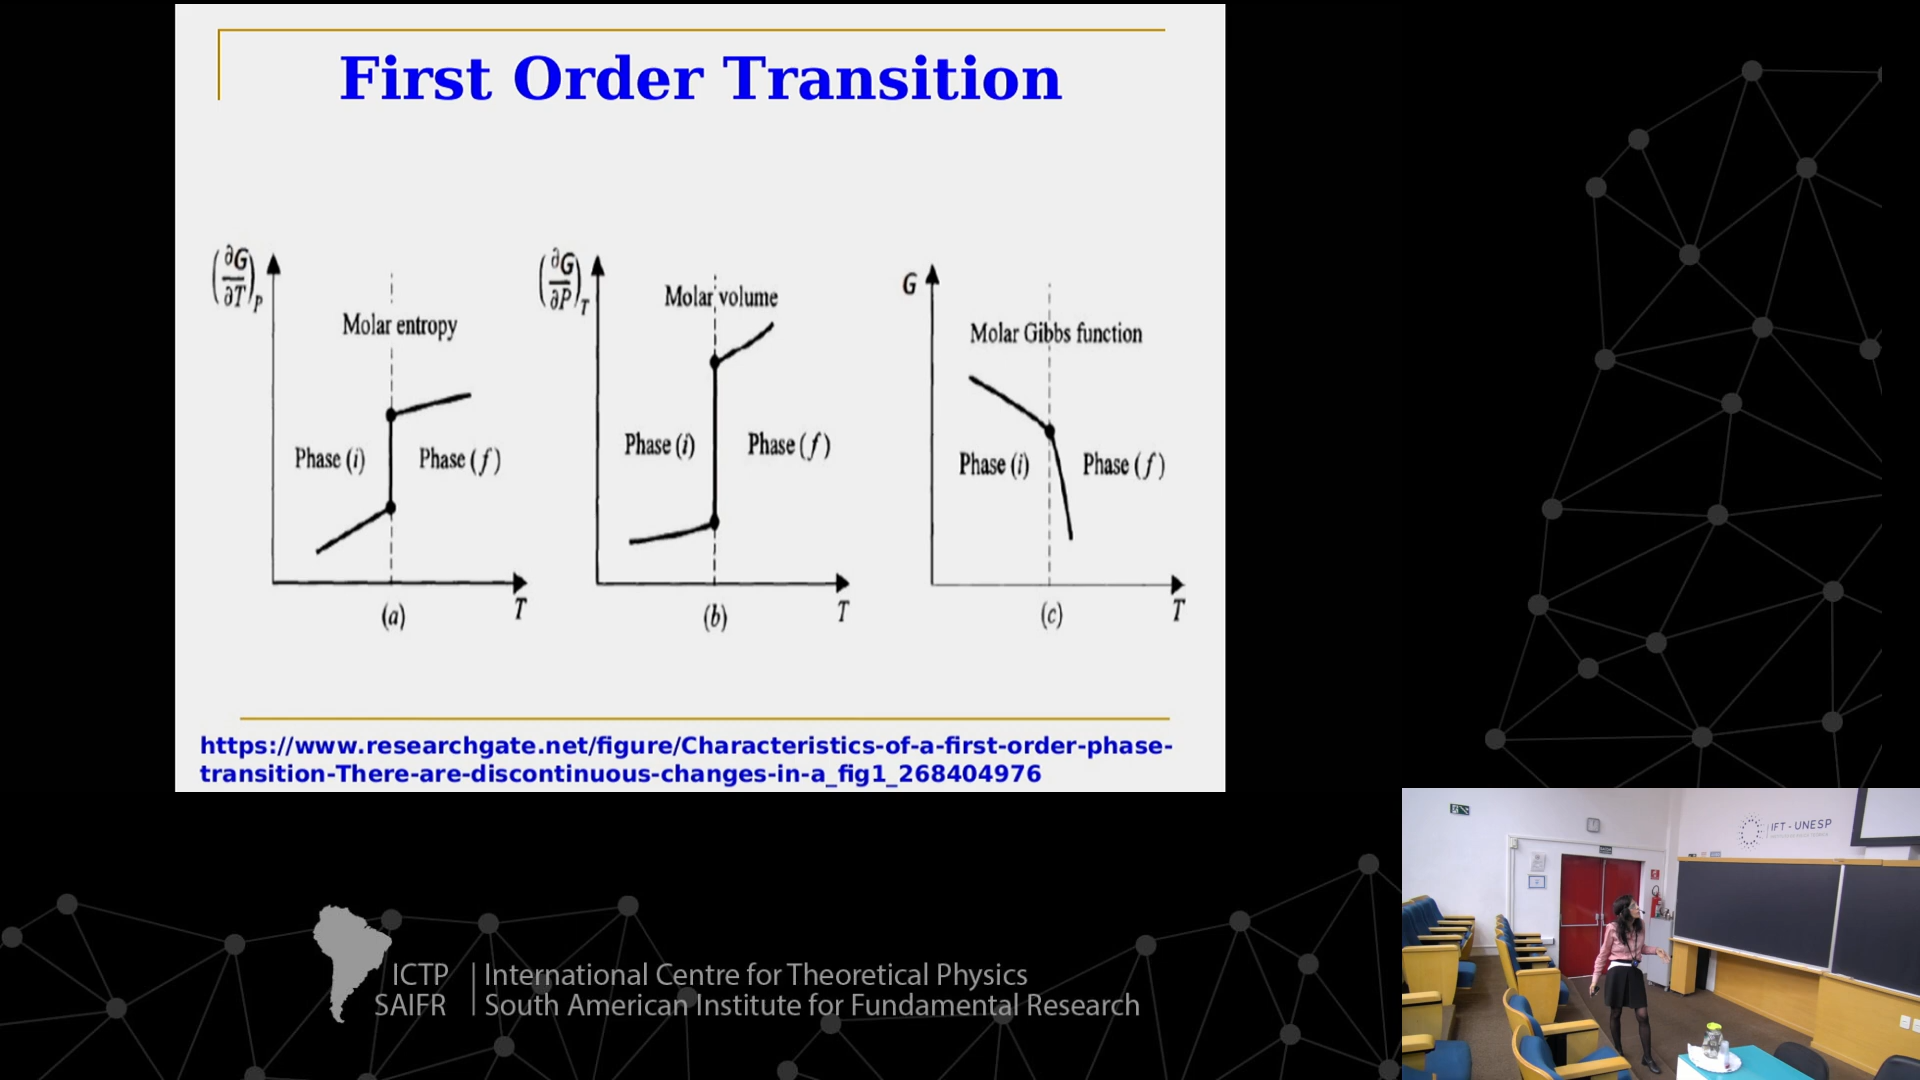 First Order Transition
(∂G/∂T)P
Molar entropy
Phase (i)
Phase (f)
T
(a)
(∂G/∂P)T
Molar volume
Phase (i)
Phase (f)
T
(b)
G
Molar Gibbs function
Phase (i)
Phase (f)
T
(c)
https://www.researchgate.net/figure/Characteristics-of-a-first-order-phase-
transition-There-are-discontinuous-changes-in-a_fig1_268404976
IFT - UNESP
ICTP | International Centre for Theoretical Physics
SAIFR | South American Institute for Fundamental Research